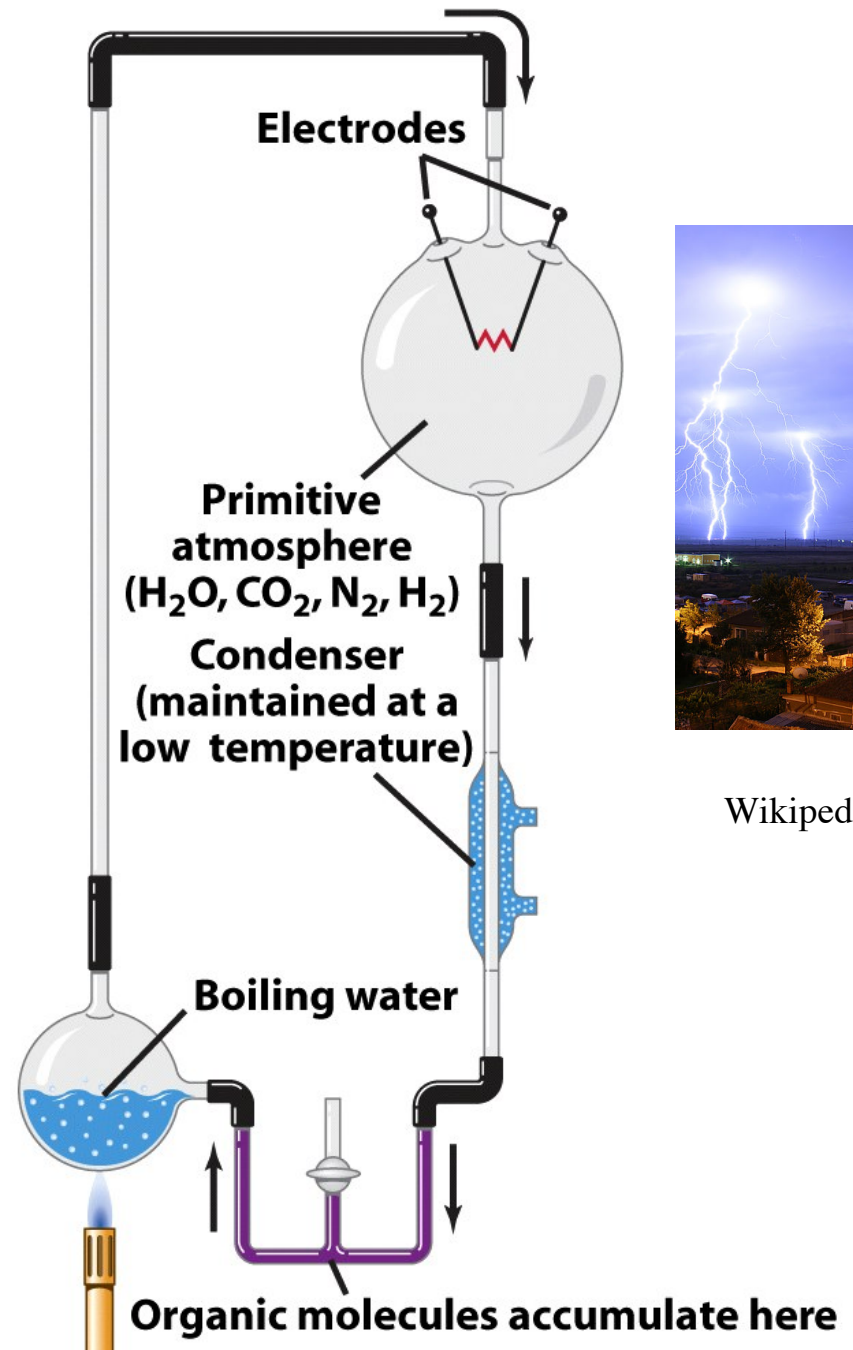 Electrodes
Primitive
atmosphere
(H₂O, CO₂, N₂, H₂)
Condenser
(maintained at a
low temperature)
Wikiped
Boiling water
Organic molecules accumulate here